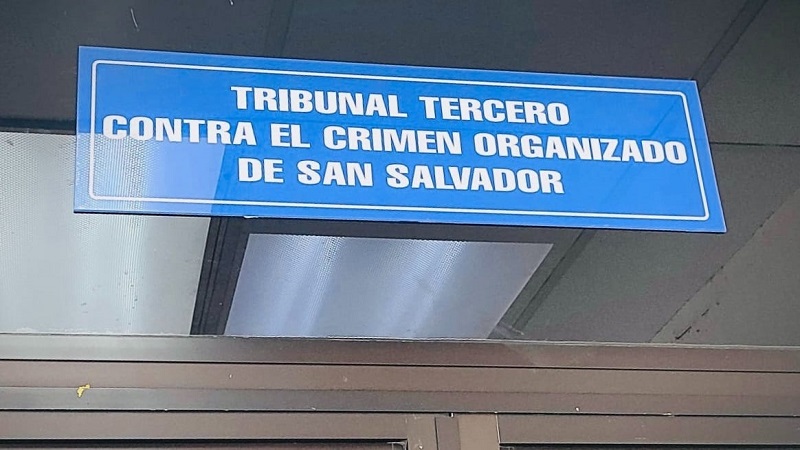 TRIBUNAL TERCERO
CONTRA EL CRIMEN ORGANIZADO
DE SAN SALVADOR